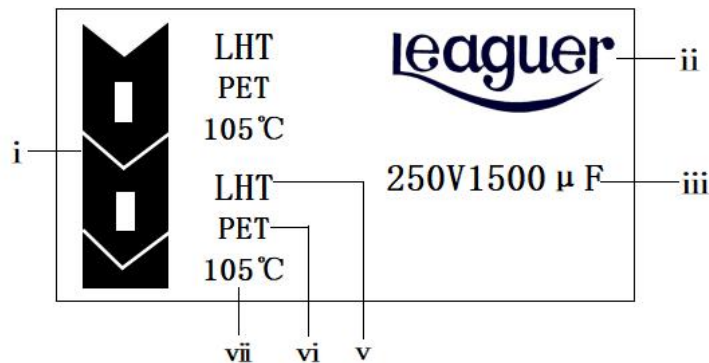 LHT
PET
105℃
Leaguer
ii
i
LHT
250V1500μF
iii
PET
105℃
vii
vi
v